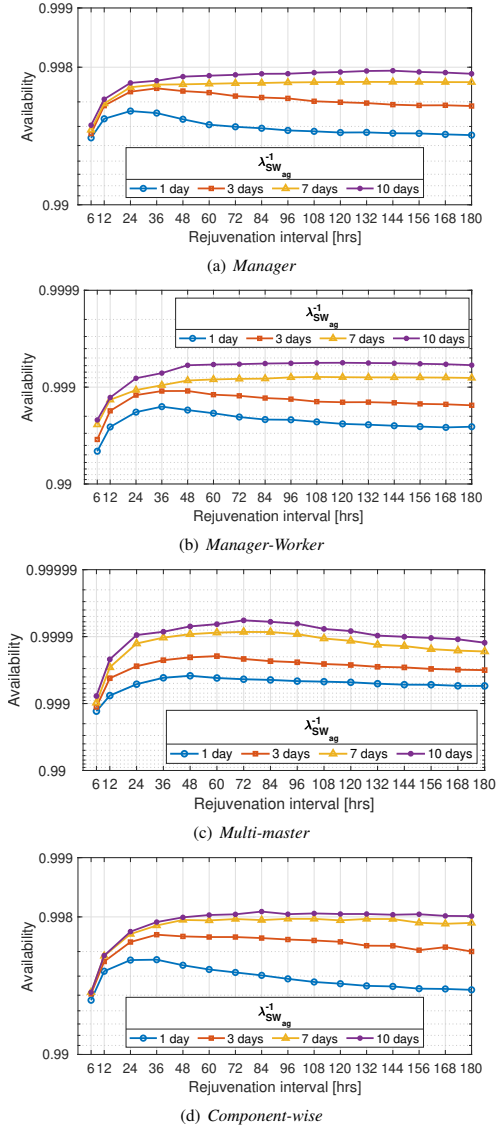 0.999
0.998
0.99
Availability
λ⁻¹SWag
1 day 3 days 7 days 10 days
6 12 24 36 48 60 72 84 96 108 120 132 144 156 168 180
Rejuvenation interval [hrs]
(a) Manager
0.9999
0.999
0.99
Availability
λ⁻¹SWag
1 day 3 days 7 days 10 days
6 12 24 36 48 60 72 84 96 108 120 132 144 156 168 180
Rejuvenation interval [hrs]
(b) Manager-Worker
0.99999
0.9999
0.999
0.99
Availability
λ⁻¹SWag
1 day 3 days 7 days 10 days
6 12 24 36 48 60 72 84 96 108 120 132 144 156 168 180
Rejuvenation interval [hrs]
(c) Multi-master
0.999
0.998
0.99
Availability
λ⁻¹SWag
1 day 3 days 7 days 10 days
6 12 24 36 48 60 72 84 96 108 120 132 144 156 168 180
Rejuvenation interval [hrs]
(d) Component-wise